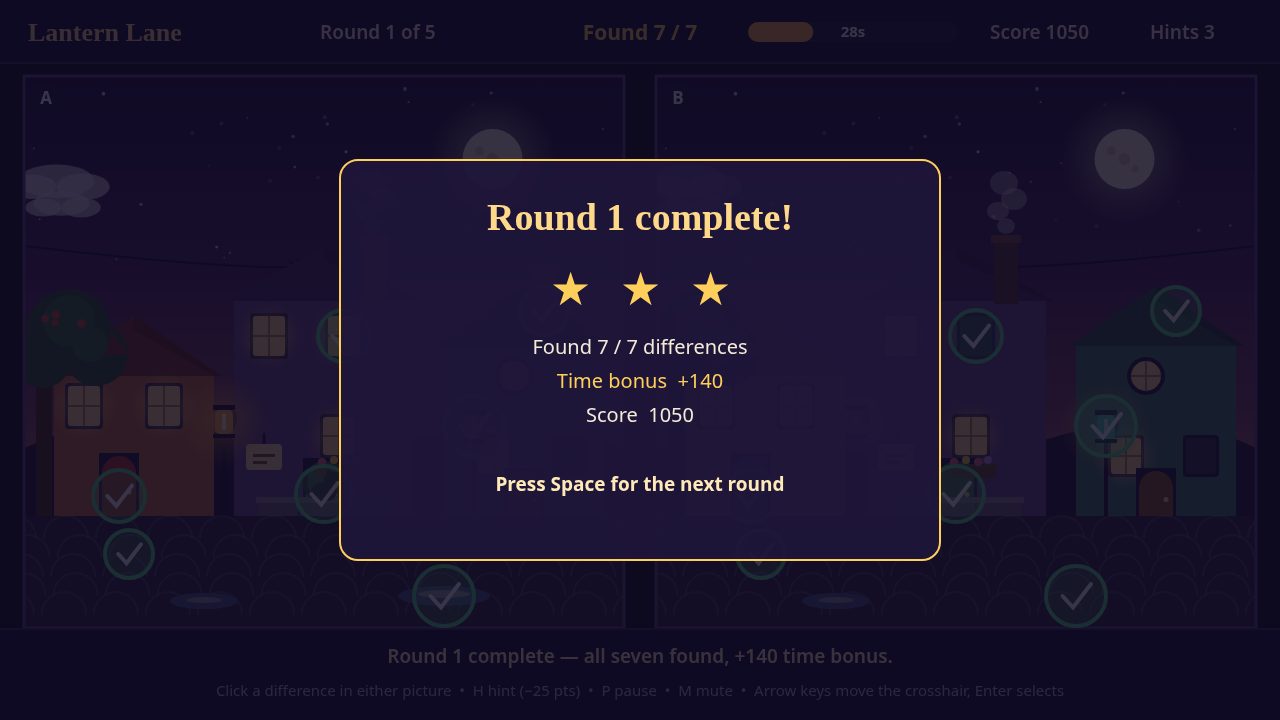 Lantern Lane
Round 1 of 5
Found 7 / 7
28s
Score 1050
Hints 3
A
B
Round 1 complete!
Found 7 / 7 differences
Time bonus +140
Score 1050
Press Space for the next round
Round 1 complete — all seven found, +140 time bonus.
Click a difference in either picture • H hint (−25 pts) • P pause • M mute • Arrow keys move the crosshair, Enter selects